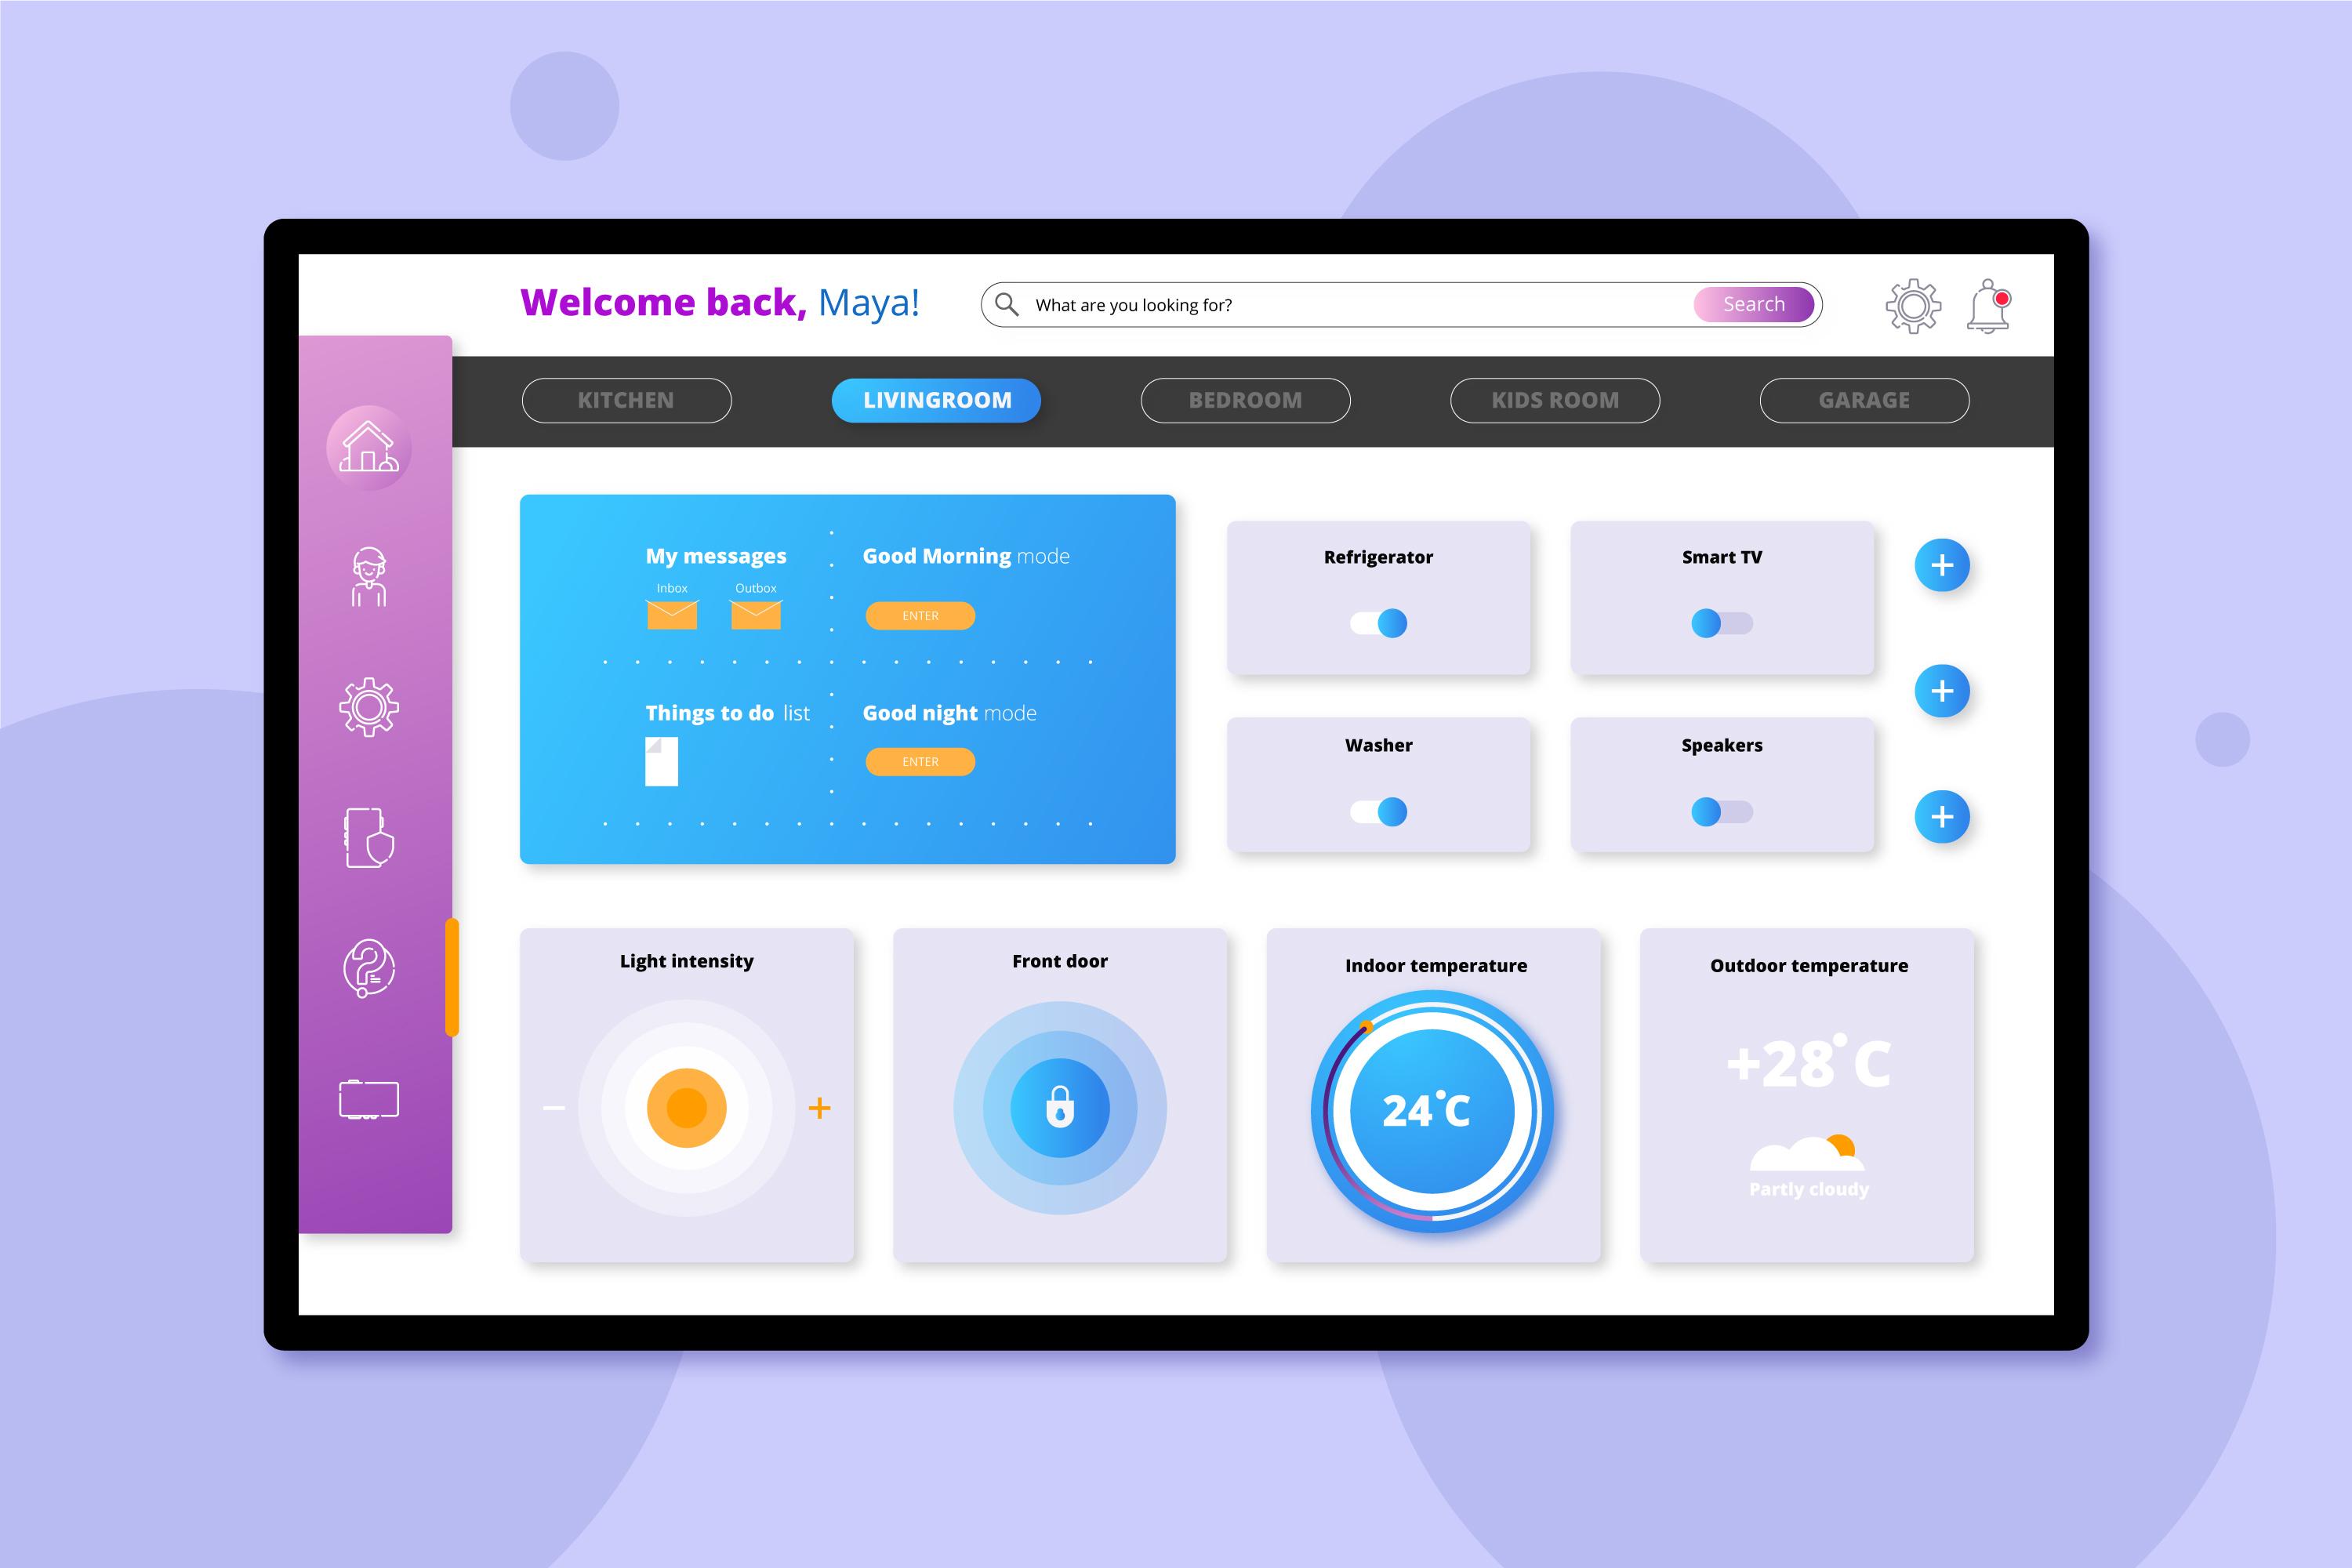 Welcome back, Maya!
What are you looking for?
Search
KITCHEN
LIVINGROOM
BEDROOM
KIDS ROOM
GARAGE
My messages
Inbox
Outbox
Good Morning mode
ENTER
Things to do list
Good night mode
ENTER
Refrigerator
Smart TV
Washer
Speakers
Light intensity
Front door
Indoor temperature
24°C
Outdoor temperature
+28°C
Partly cloudy